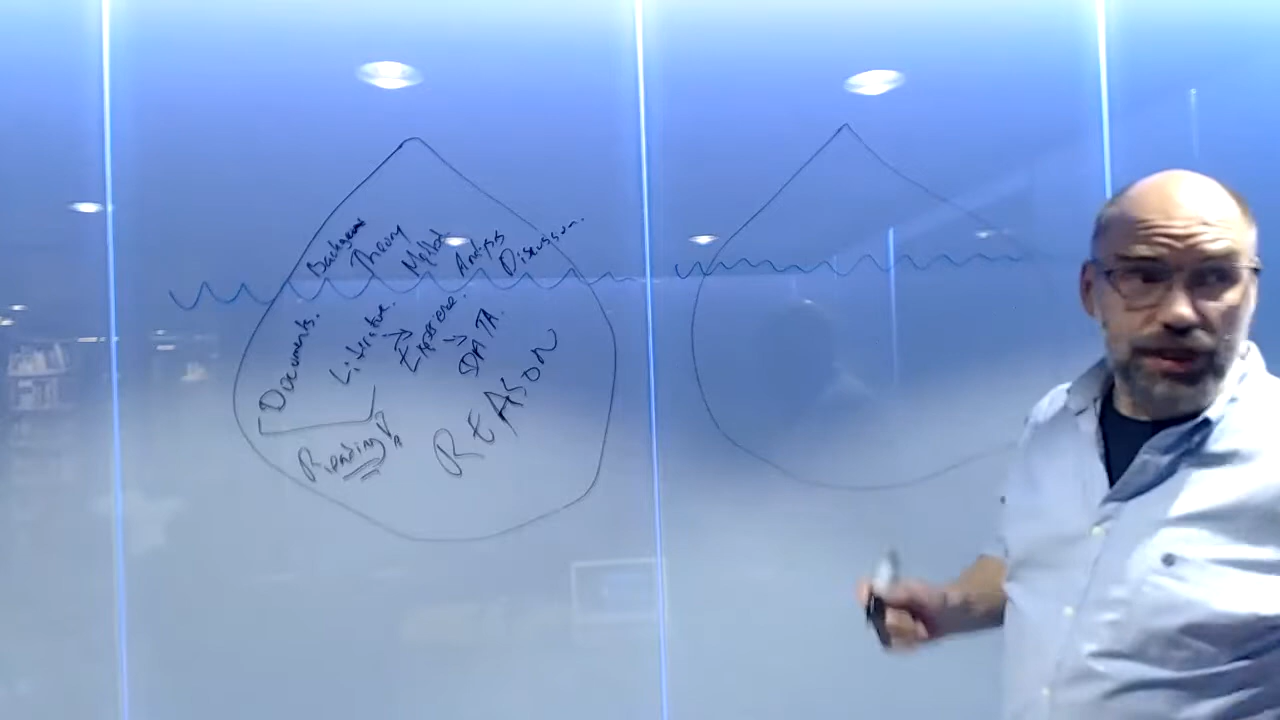 Background
Theory
Method
Analysis
Discussion.
Documents.
Literature.
Experience.
DATA.
Reading
REASON